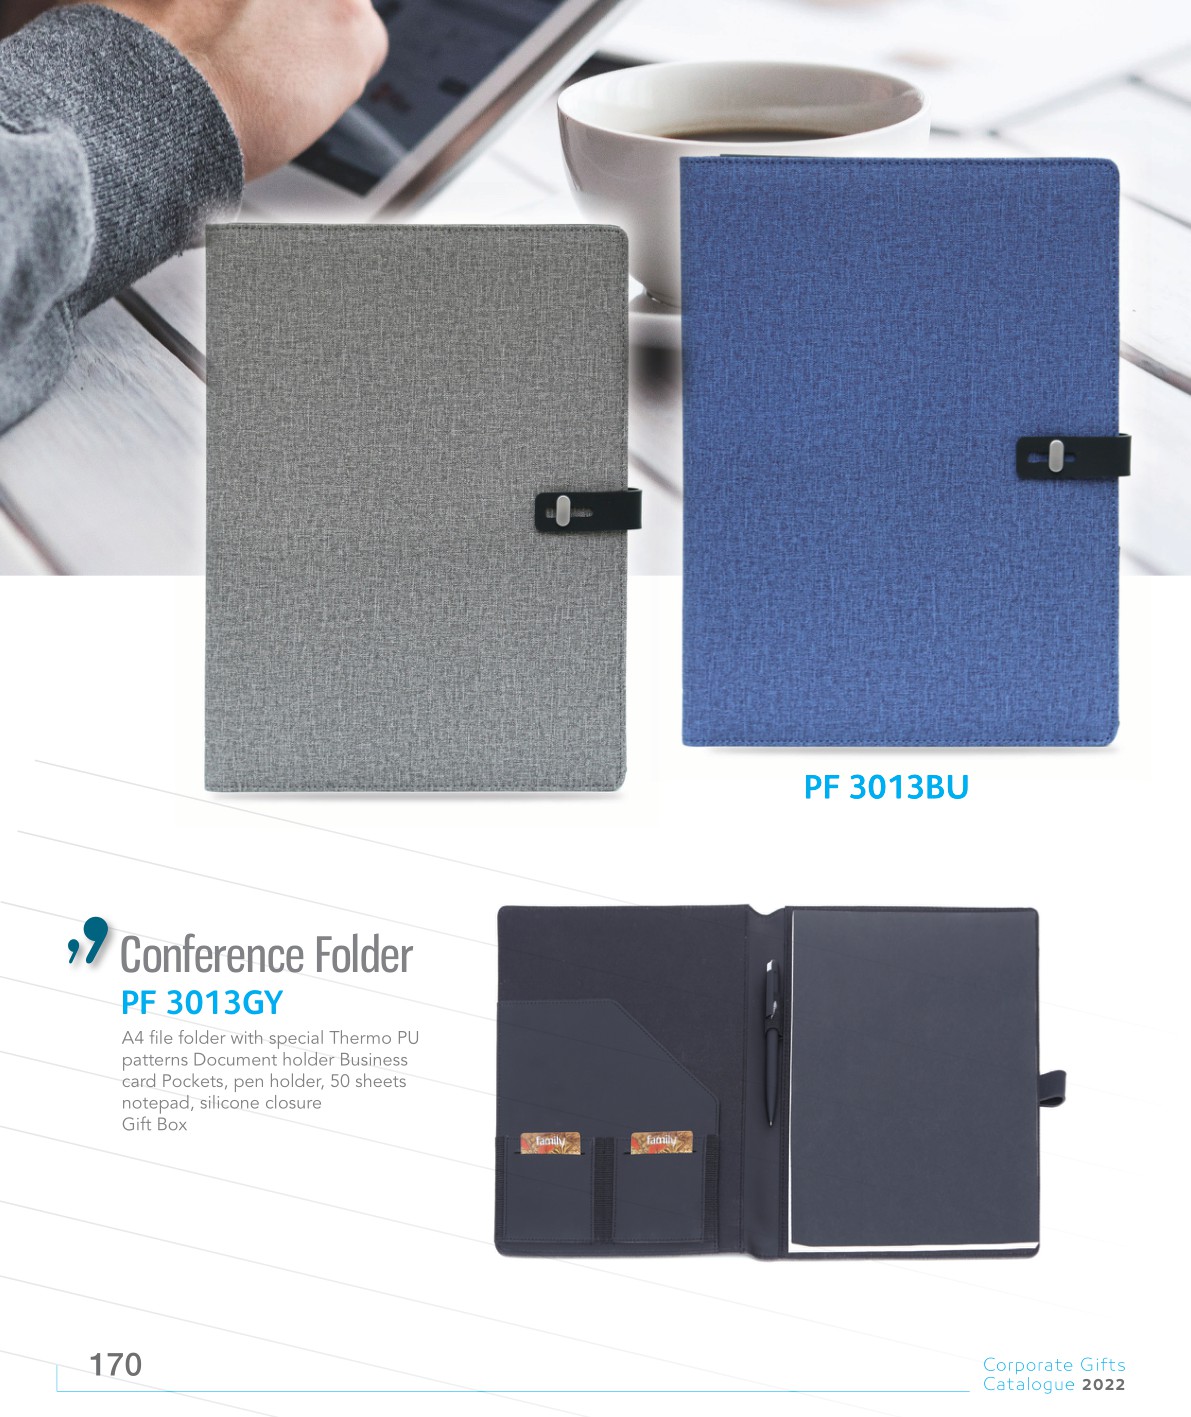 PF 3013BU
Conference Folder
PF 3013GY
A4 file folder with special Thermo PU
patterns Document holder Business
card Pockets, pen holder, 50 sheets
notepad, silicone closure
Gift Box
family
family
170
Corporate Gifts
Catalogue 2022